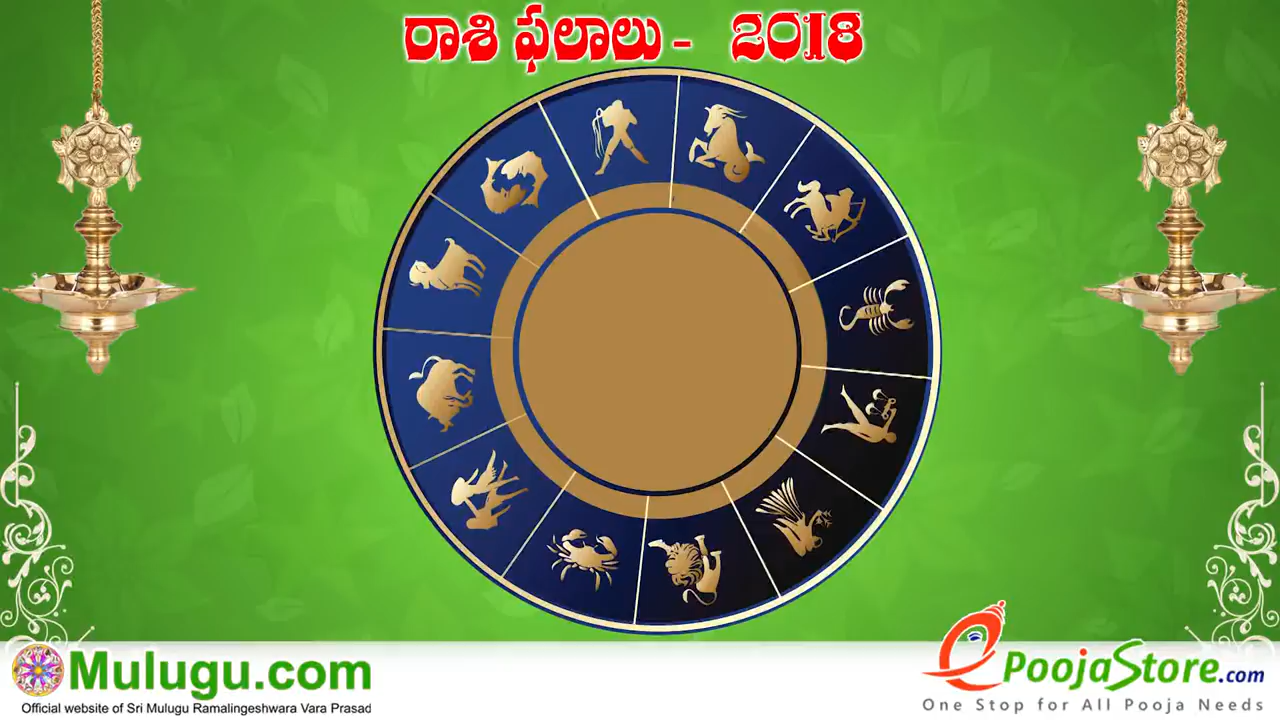 రాశి ఫలాలు - 2018
Mulugu.com
Official website of Sri Mulugu Ramalingeshwara Vara Prasad
ePoojaStore.com
One Stop for All Pooja Needs